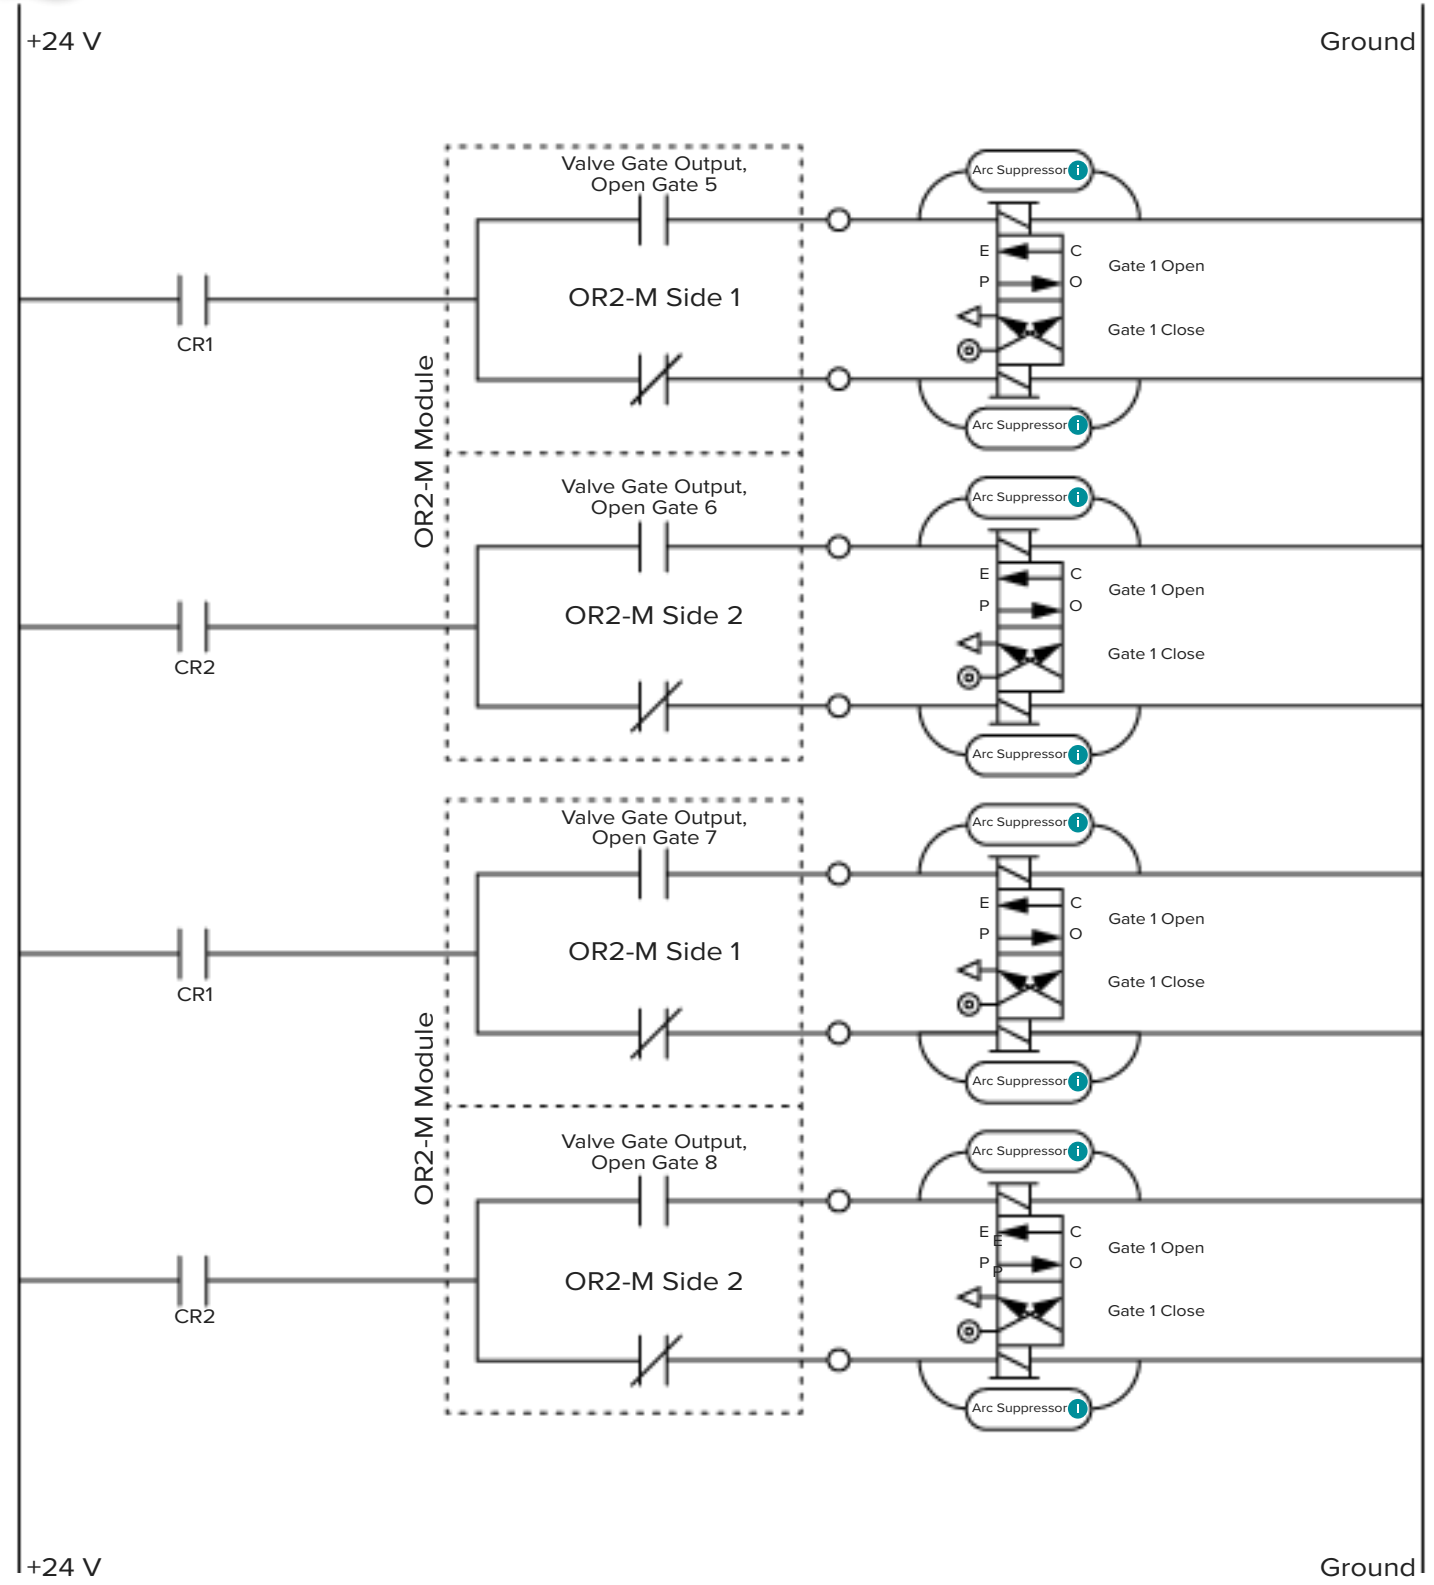 +24 V
Ground
Valve Gate Output,
Open Gate 5
Arc Suppressor i
E
C
Gate 1 Open
P
O
OR2-M Side 1
Gate 1 Close
CR1
OR2-M Module
Arc Suppressor i
Valve Gate Output,
Open Gate 6
Arc Suppressor i
E
C
Gate 1 Open
P
O
OR2-M Side 2
Gate 1 Close
CR2
Arc Suppressor i
Valve Gate Output,
Open Gate 7
Arc Suppressor i
E
C
Gate 1 Open
P
O
OR2-M Side 1
Gate 1 Close
CR1
OR2-M Module
Arc Suppressor i
Valve Gate Output,
Open Gate 8
Arc Suppressor i
E
E
C
Gate 1 Open
P
P
O
OR2-M Side 2
Gate 1 Close
CR2
Arc Suppressor I
+24 V
Ground